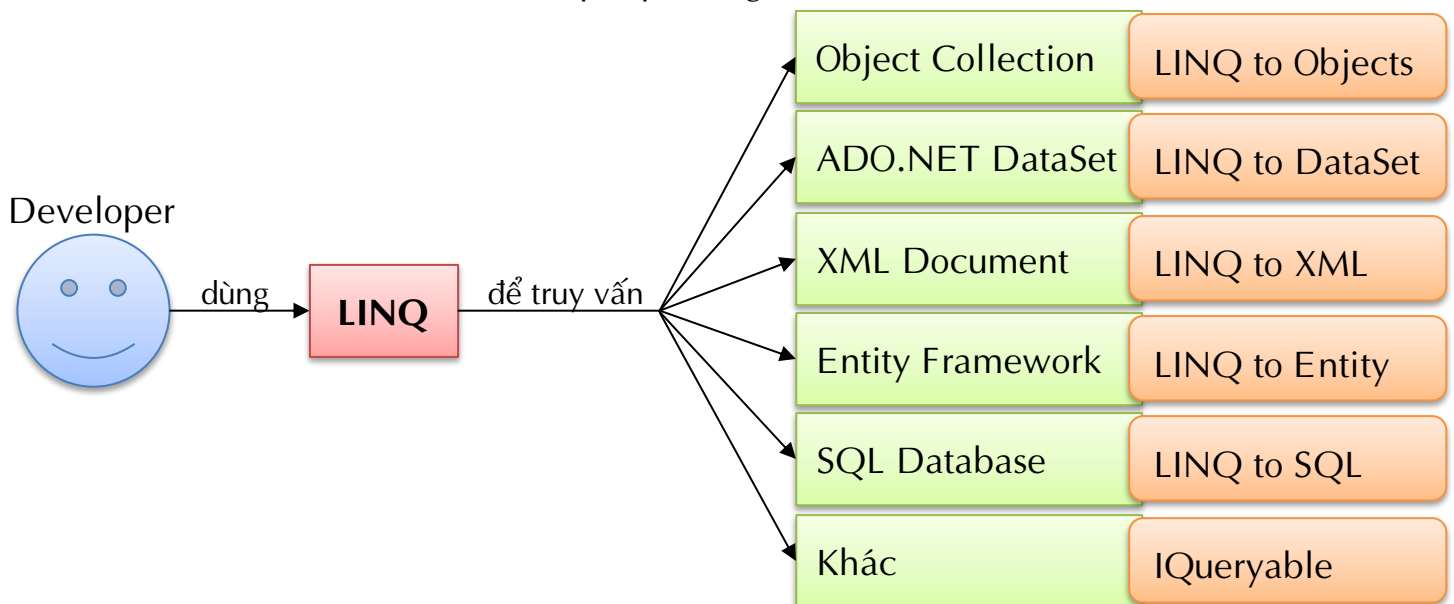 Developer
dùng
LINQ
để truy vấn
Object Collection
LINQ to Objects
ADO.NET DataSet
LINQ to DataSet
XML Document
LINQ to XML
Entity Framework
LINQ to Entity
SQL Database
LINQ to SQL
Khác
IQueryable